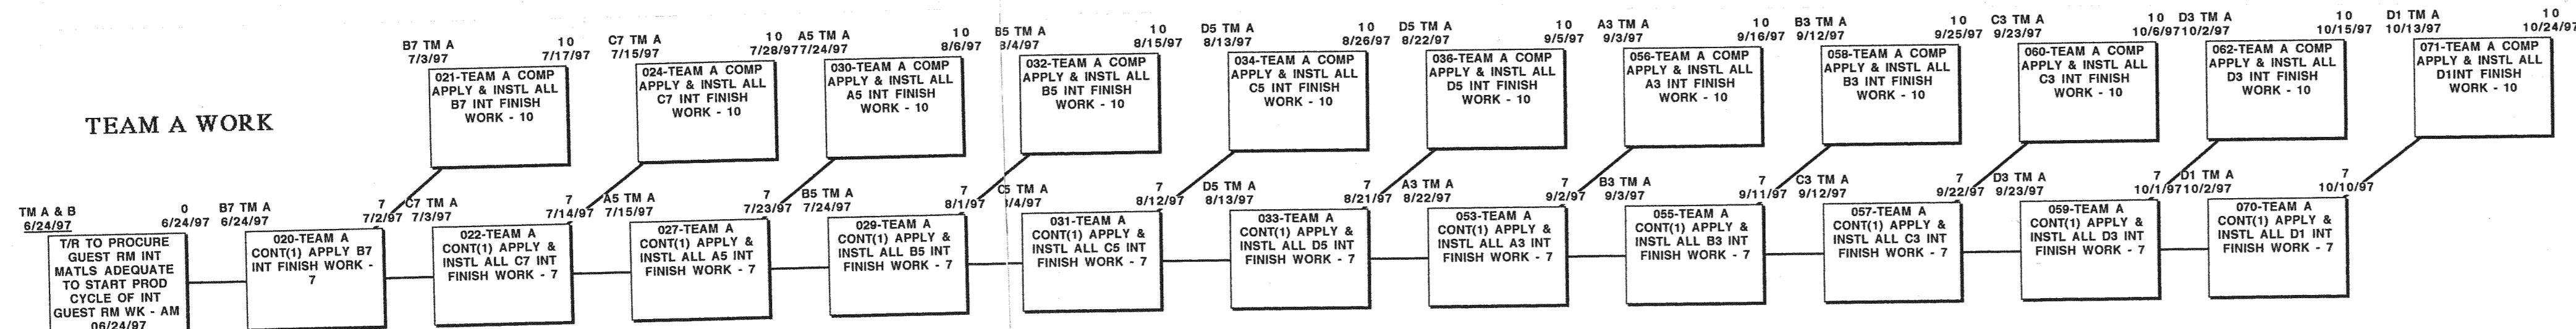 B7 TM A 10
7/3/97 7/17/97
021-TEAM A COMP
APPLY & INSTL ALL
B7 INT FINISH
WORK - 10
C7 TM A 10
7/15/97 7/28/97
024-TEAM A COMP
APPLY & INSTL ALL
C7 INT FINISH
WORK - 10
A5 TM A 10
7/24/97 8/6/97
030-TEAM A COMP
APPLY & INSTL ALL
A5 INT FINISH
WORK - 10
B5 TM A 10
8/4/97 8/15/97
032-TEAM A COMP
APPLY & INSTL ALL
B5 INT FINISH
WORK - 10
D5 TM A 10
8/13/97 8/26/97
034-TEAM A COMP
APPLY & INSTL ALL
C5 INT FINISH
WORK - 10
D5 TM A 10
8/22/97 9/5/97
036-TEAM A COMP
APPLY & INSTL ALL
D5 INT FINISH
WORK - 10
A3 TM A 10
9/3/97 9/16/97
056-TEAM A COMP
APPLY & INSTL ALL
A3 INT FINISH
WORK - 10
B3 TM A 10
9/12/97 9/25/97
058-TEAM A COMP
APPLY & INSTL ALL
B3 INT FINISH
WORK - 10
C3 TM A 10
9/23/97 10/6/97
060-TEAM A COMP
APPLY & INSTL ALL
C3 INT FINISH
WORK - 10
D3 TM A 10
10/2/97 10/15/97
062-TEAM A COMP
APPLY & INSTL ALL
D3 INT FINISH
WORK - 10
D1 TM A 10
10/13/97 10/24/97
071-TEAM A COMP
APPLY & INSTL ALL
D1INT FINISH
WORK - 10
TEAM A WORK
TM A & B 0
6/24/97 6/24/97
T/R TO PROCURE
GUEST RM INT
MATLS ADEQUATE
TO START PROD
CYCLE OF INT
GUEST RM WK - AM
06/24/97
B7 TM A 7
6/24/97 7/2/97
020-TEAM A
CONT(1) APPLY B7
INT FINISH WORK -
7
C7 TM A 7
7/3/97 7/14/97
022-TEAM A
CONT(1) APPLY &
INSTL ALL C7 INT
FINISH WORK - 7
A5 TM A 7
7/15/97 7/23/97
027-TEAM A
CONT(1) APPLY &
INSTL ALL A5 INT
FINISH WORK - 7
B5 TM A 7
7/24/97 8/1/97
029-TEAM A
CONT(1) APPLY &
INSTL ALL B5 INT
FINISH WORK - 7
C5 TM A 7
8/4/97 8/12/97
031-TEAM A
CONT(1) APPLY &
INSTL ALL C5 INT
FINISH WORK - 7
D5 TM A 7
8/13/97 8/21/97
033-TEAM A
CONT(1) APPLY &
INSTL ALL D5 INT
FINISH WORK - 7
A3 TM A 7
8/22/97 9/2/97
053-TEAM A
CONT(1) APPLY &
INSTL ALL A3 INT
FINISH WORK - 7
B3 TM A 7
9/3/97 9/11/97
055-TEAM A
CONT(1) APPLY &
INSTL ALL B3 INT
FINISH WORK - 7
C3 TM A 7
9/12/97 9/22/97
057-TEAM A
CONT(1) APPLY &
INSTL ALL C3 INT
FINISH WORK - 7
D3 TM A 7
9/23/97 10/1/97
059-TEAM A
CONT(1) APPLY &
INSTL ALL D3 INT
FINISH WORK - 7
D1 TM A 7
10/2/97 10/10/97
070-TEAM A
CONT(1) APPLY &
INSTL ALL D1 INT
FINISH WORK - 7